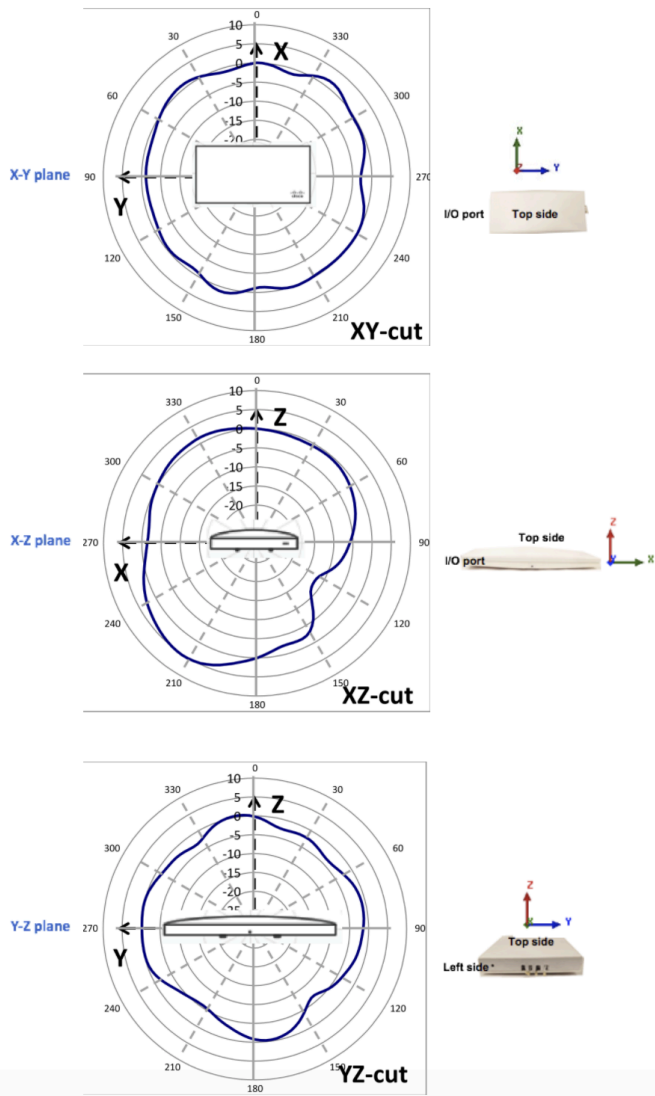 0
10
30
330
5
X
0
60
-5
300
-10
-15
-20
X
X-Y plane
90
270
Z
Y
Y
I/O port
Top side
120
240
150
210
180
XY-cut
0
10
330
30
5
Z
0
300
-5
60
-10
-15
-20
Z
Top side
X-Z plane
270
90
I/O port
Y
X
X
240
120
210
150
180
XZ-cut
0
10
330
30
5
Z
0
300
-5
60
-10
-15
-20
-25
Z
Y-Z plane
270
90
X
Y
Top side
Y
Left side
240
120
210
150
180
YZ-cut